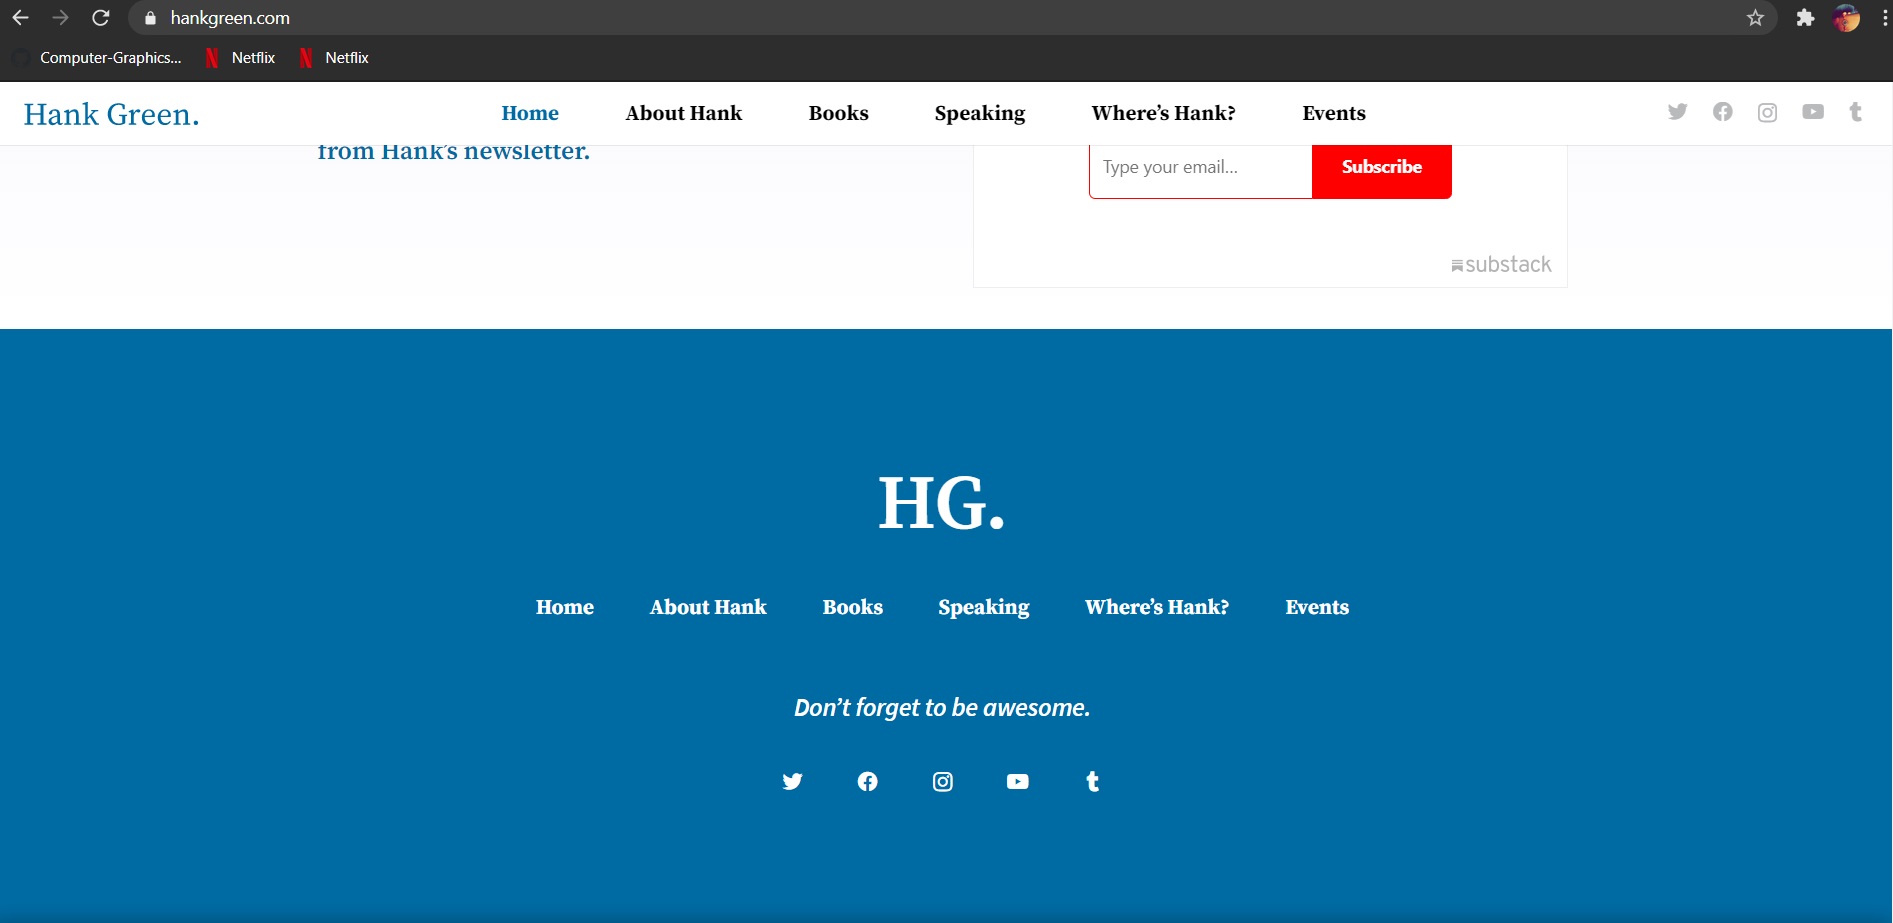 hankgreen.com
Computer-Graphics... Netflix Netflix
Hank Green. Home About Hank Books Speaking Where’s Hank? Events
from Hank’s newsletter.
Type your email... Subscribe
substack
HG.
Home About Hank Books Speaking Where’s Hank? Events
Don’t forget to be awesome.